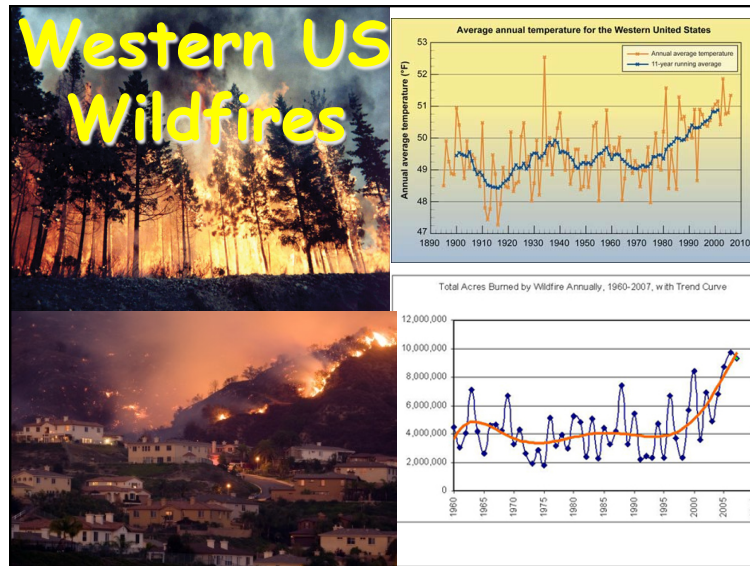 Western US
Wildfires
Average annual temperature for the Western United States
Annual average temperature
11-year running average
Annual average temperature (°F)
53
52
51
50
49
48
47
1890 1900 1910 1920 1930 1940 1950 1960 1970 1980 1990 2000 2010
Total Acres Burned by Wildfire Annually, 1960-2007, with Trend Curve
12,000,000
10,000,000
8,000,000
6,000,000
4,000,000
2,000,000
0
1960 1965 1970 1975 1980 1985 1990 1995 2000 2005